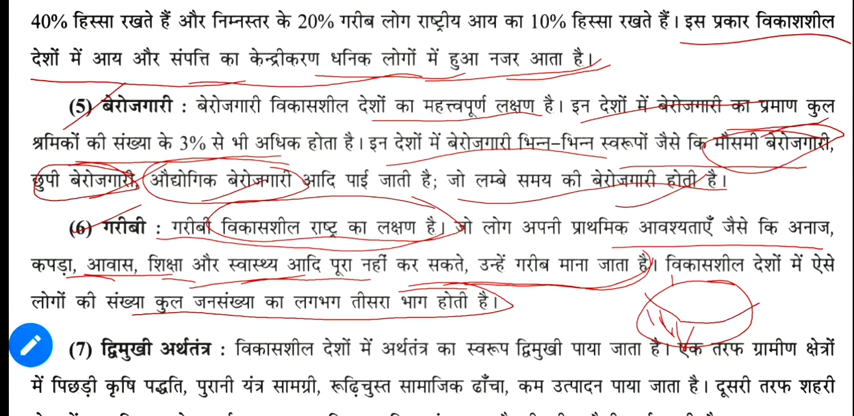 40% हिस्सा रखते हैं और निम्नस्तर के 20% गरीब लोग राष्ट्रीय आय का 10% हिस्सा रखते हैं। इस प्रकार विकाशशील
देशों में आय और संपत्ति का केन्द्रीकरण धनिक लोगों में हुआ नजर आता है।
(5) बेरोजगारी : बेरोजगारी विकासशील देशों का महत्त्वपूर्ण लक्षण है। इन देशों में बेरोजगारी का प्रमाण कुल
श्रमिकों की संख्या के 3% से भी अधिक होता है। इन देशों में बेरोजगारी भिन्न-भिन्न स्वरूपों जैसे कि मौसमी बेरोजगारी,
छुपी बेरोजगारी, औद्योगिक बेरोजगारी आदि पाई जाती है; जो लम्बे समय की बेरोजगारी होती है।
(6) गरीबी : गरीबी विकासशील राष्ट्र का लक्षण है। जो लोग अपनी प्राथमिक आवश्यताएँ जैसे कि अनाज,
कपड़ा, आवास, शिक्षा और स्वास्थ्य आदि पूरा नहीं कर सकते, उन्हें गरीब माना जाता है। विकासशील देशों में ऐसे
लोगों की संख्या कुल जनसंख्या का लगभग तीसरा भाग होती है।
(7) द्विमुखी अर्थतंत्र : विकासशील देशों में अर्थतंत्र का स्वरूप द्विमुखी पाया जाता है। एक तरफ ग्रामीण क्षेत्रों
में पिछड़ी कृषि पद्धति, पुरानी यंत्र सामग्री, रूढ़िचुस्त सामाजिक ढाँचा, कम उत्पादन पाया जाता है। दूसरी तरफ शहरी